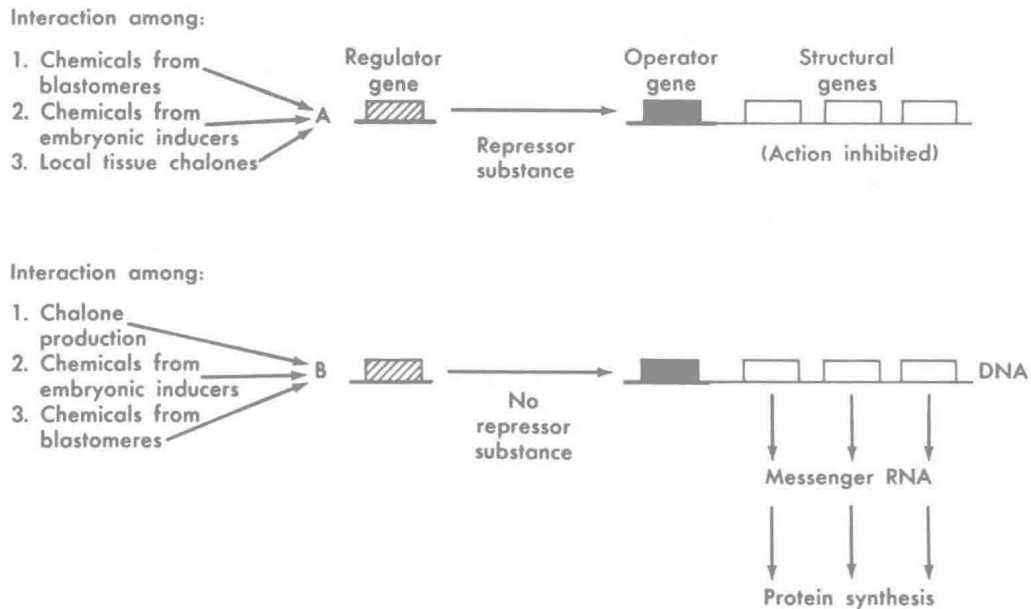 Interaction among:
1. Chemicals from
blastomeres
2. Chemicals from
embryonic inducers
3. Local tissue chalones
A
Regulator
gene
Repressor
substance
Operator
gene
Structural
genes
(Action inhibited)
Interaction among:
1. Chalone
production
2. Chemicals from
embryonic inducers
3. Chemicals from
blastomeres
B
No
repressor
substance
DNA
Messenger RNA
Protein synthesis